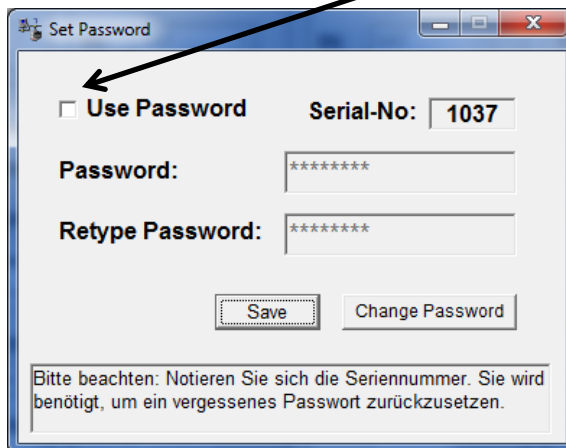 Set Password
Use Password Serial-No: 1037
Password: ********
Retype Password: ********
Save Change Password
Bitte beachten: Notieren Sie sich die Seriennummer. Sie wird
benötigt, um ein vergessenes Passwort zurückzusetzen.